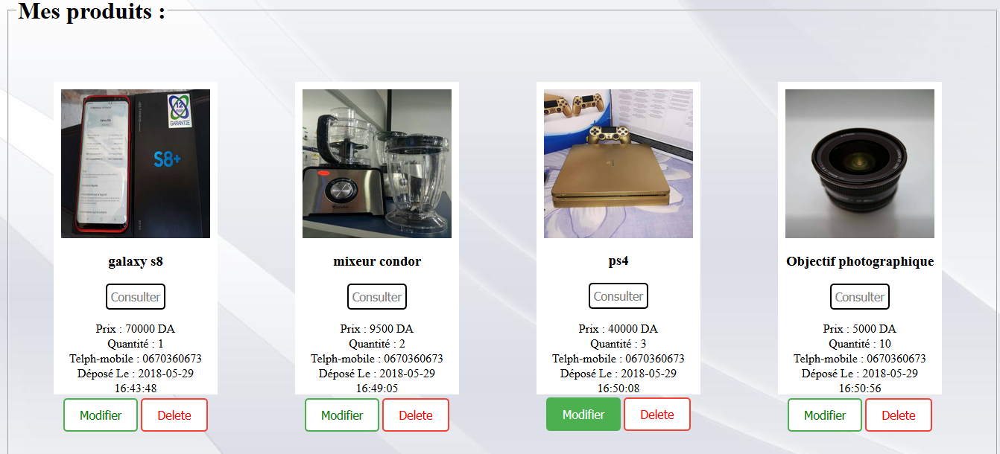 Mes produits :
12
MOIS
GARANTIE
S8+
galaxy s8
Consulter
Prix : 70000 DA
Quantité : 1
Telph-mobile : 0670360673
Déposé Le : 2018-05-29
16:43:48
Modifier Delete
mixeur condor
Consulter
Prix : 9500 DA
Quantité : 2
Telph-mobile : 0670360673
Déposé Le : 2018-05-29
16:49:05
Modifier Delete
ps4
Consulter
Prix : 40000 DA
Quantité : 3
Telph-mobile : 0670360673
Déposé Le : 2018-05-29
16:50:08
Modifier Delete
Objectif photographique
Consulter
Prix : 5000 DA
Quantité : 10
Telph-mobile : 0670360673
Déposé Le : 2018-05-29
16:50:56
Modifier Delete